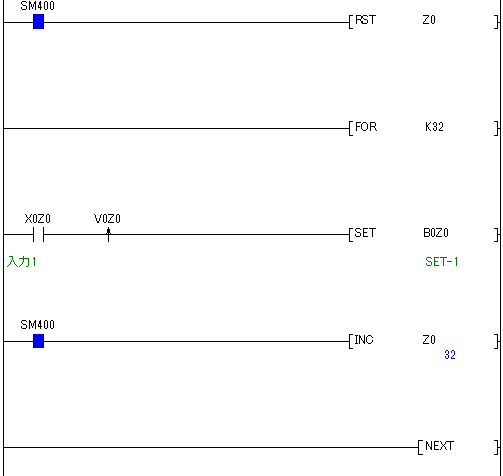 SM400
[RST Z0 ]
[FOR K32 ]
X0Z0 V0Z0
[SET B0Z0 ]
入力1 SET-1
SM400
[INC Z0 ]
32
[NEXT ]